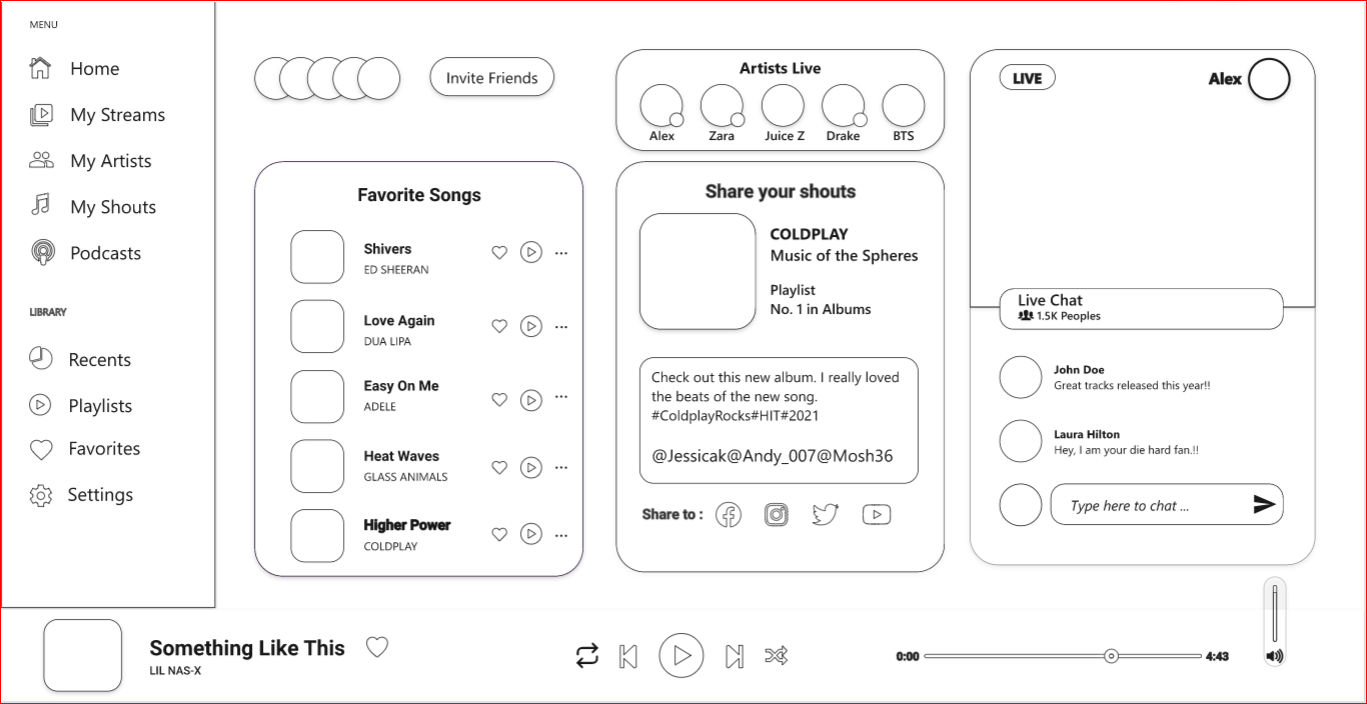 MENU
Home
My Streams
My Artists
My Shouts
Podcasts
LIBRARY
Recents
Playlists
Favorites
Settings
Invite Friends
Favorite Songs
Shivers
ED SHEERAN
Love Again
DUA LIPA
Easy On Me
ADELE
Heat Waves
GLASS ANIMALS
Higher Power
COLDPLAY
Artists Live
Alex Zara Juice Z Drake BTS
Share your shouts
COLDPLAY
Music of the Spheres
Playlist
No. 1 in Albums
Check out this new album. I really loved
the beats of the new song.
#ColdplayRocks#HIT#2021
@Jessicak@Andy_007@Mosh36
Share to :
LIVE
Alex
Live Chat
1.5K Peoples
John Doe
Great tracks released this year!!
Laura Hilton
Hey, I am your die hard fan.!!
Type here to chat ...
Something Like This
LIL NAS-X
0:00
4:43